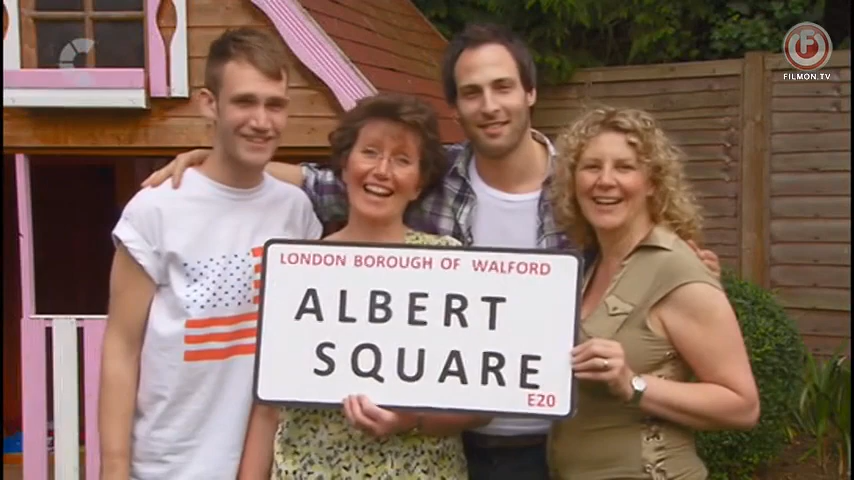 FILMON.TV
LONDON BOROUGH OF WALFORD
ALBERT
SQUARE
E20